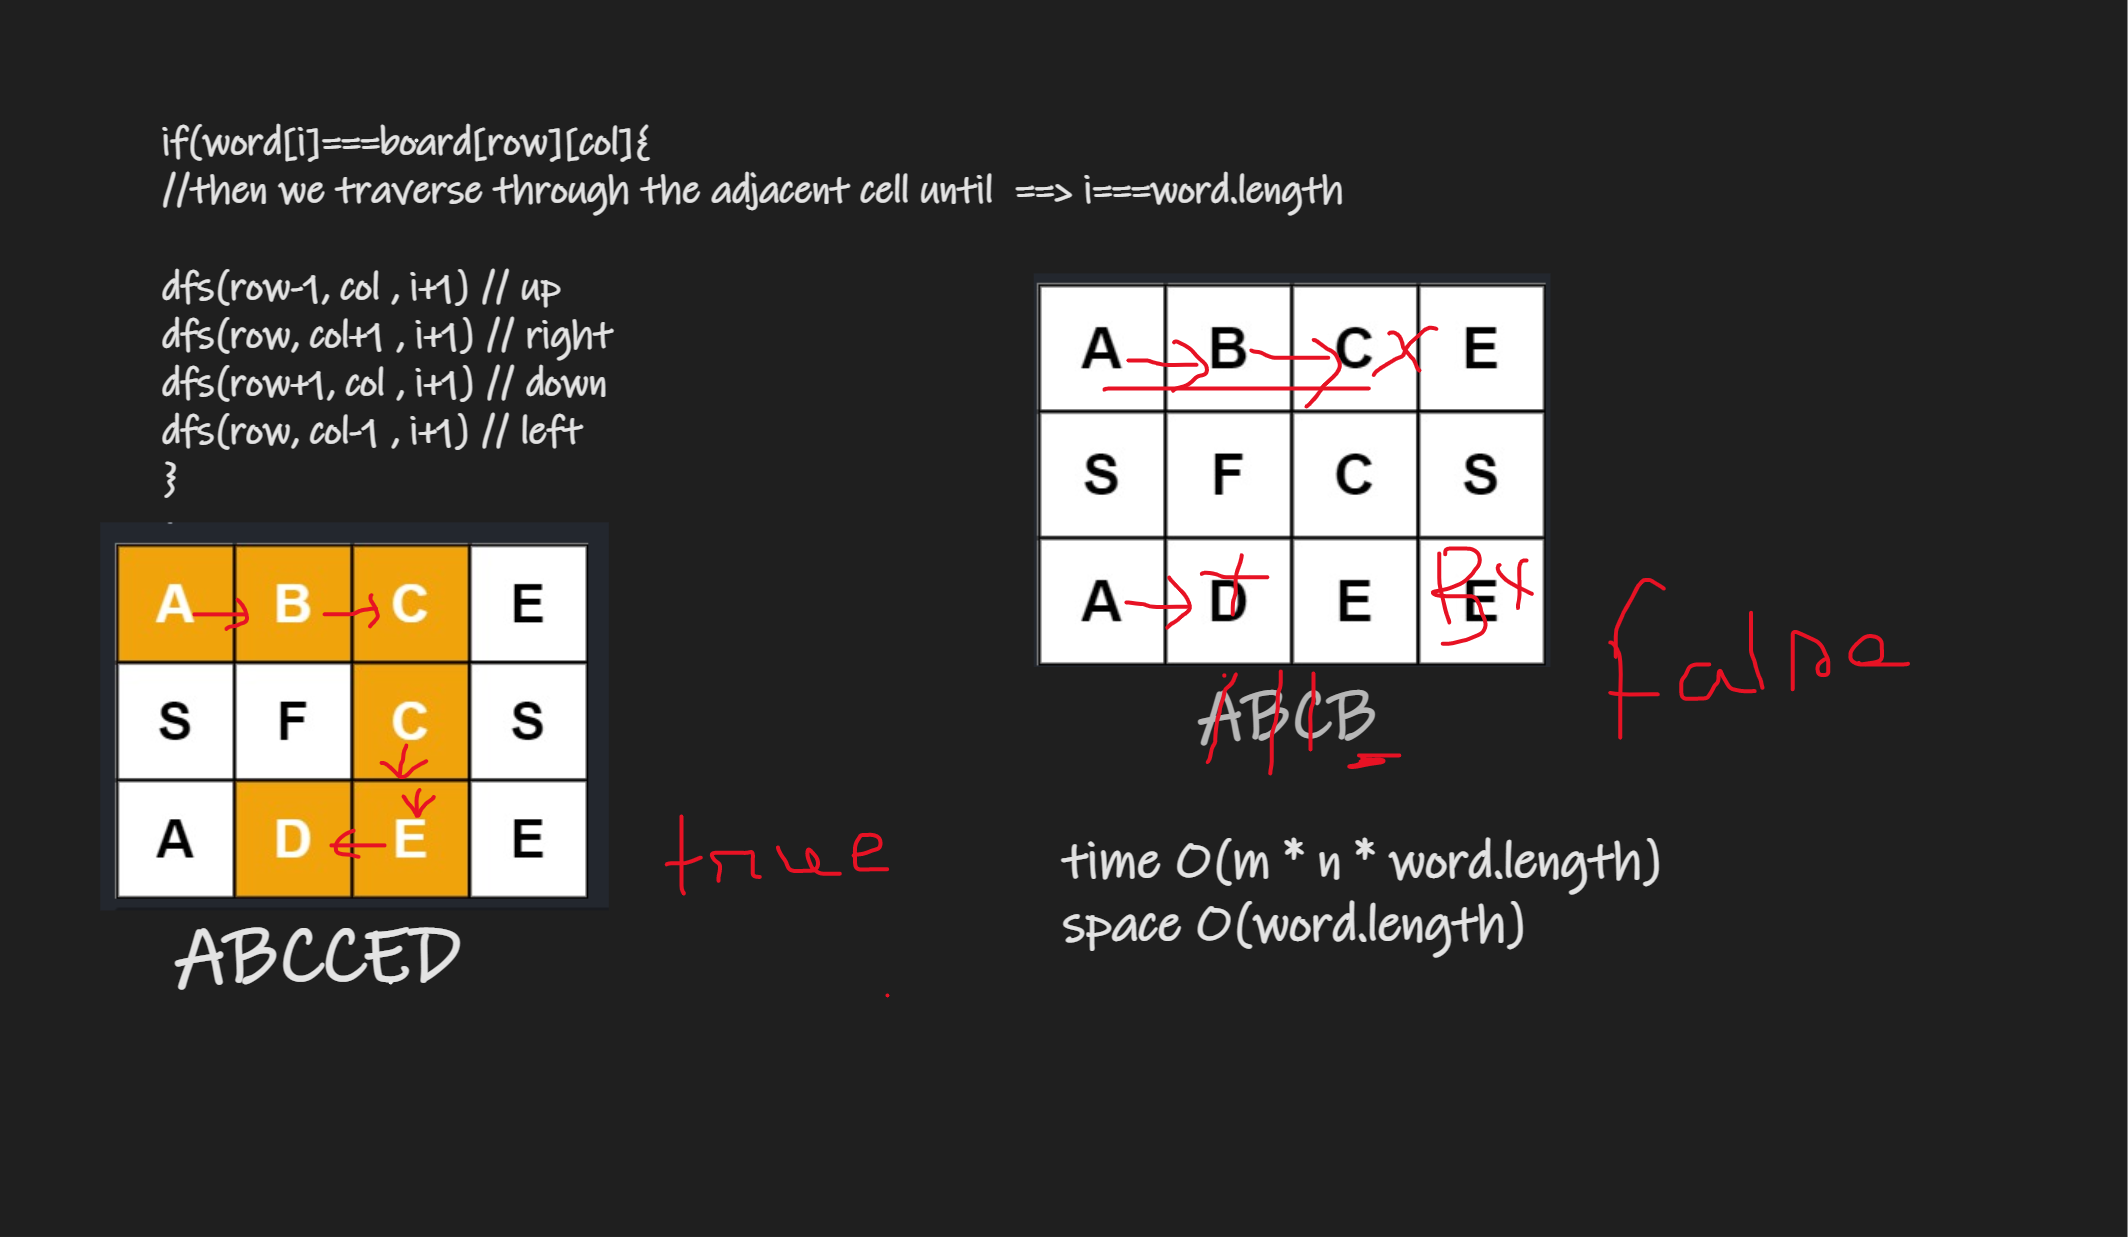 if(word[i]===board[row][col]{
//then we traverse through the adjacent cell until ==> i===word.length
dfs(row-1, col , i+1) // up
dfs(row, col+1 , i+1) // right
dfs(row+1, col , i+1) // down
dfs(row, col-1 , i+1) // left
}
A B C E
S F C S
A D E E
true
ABCCED
A B C E
S F C S
A D E E
B
false
ABCB
time O(m * n * word.length)
space O(word.length)